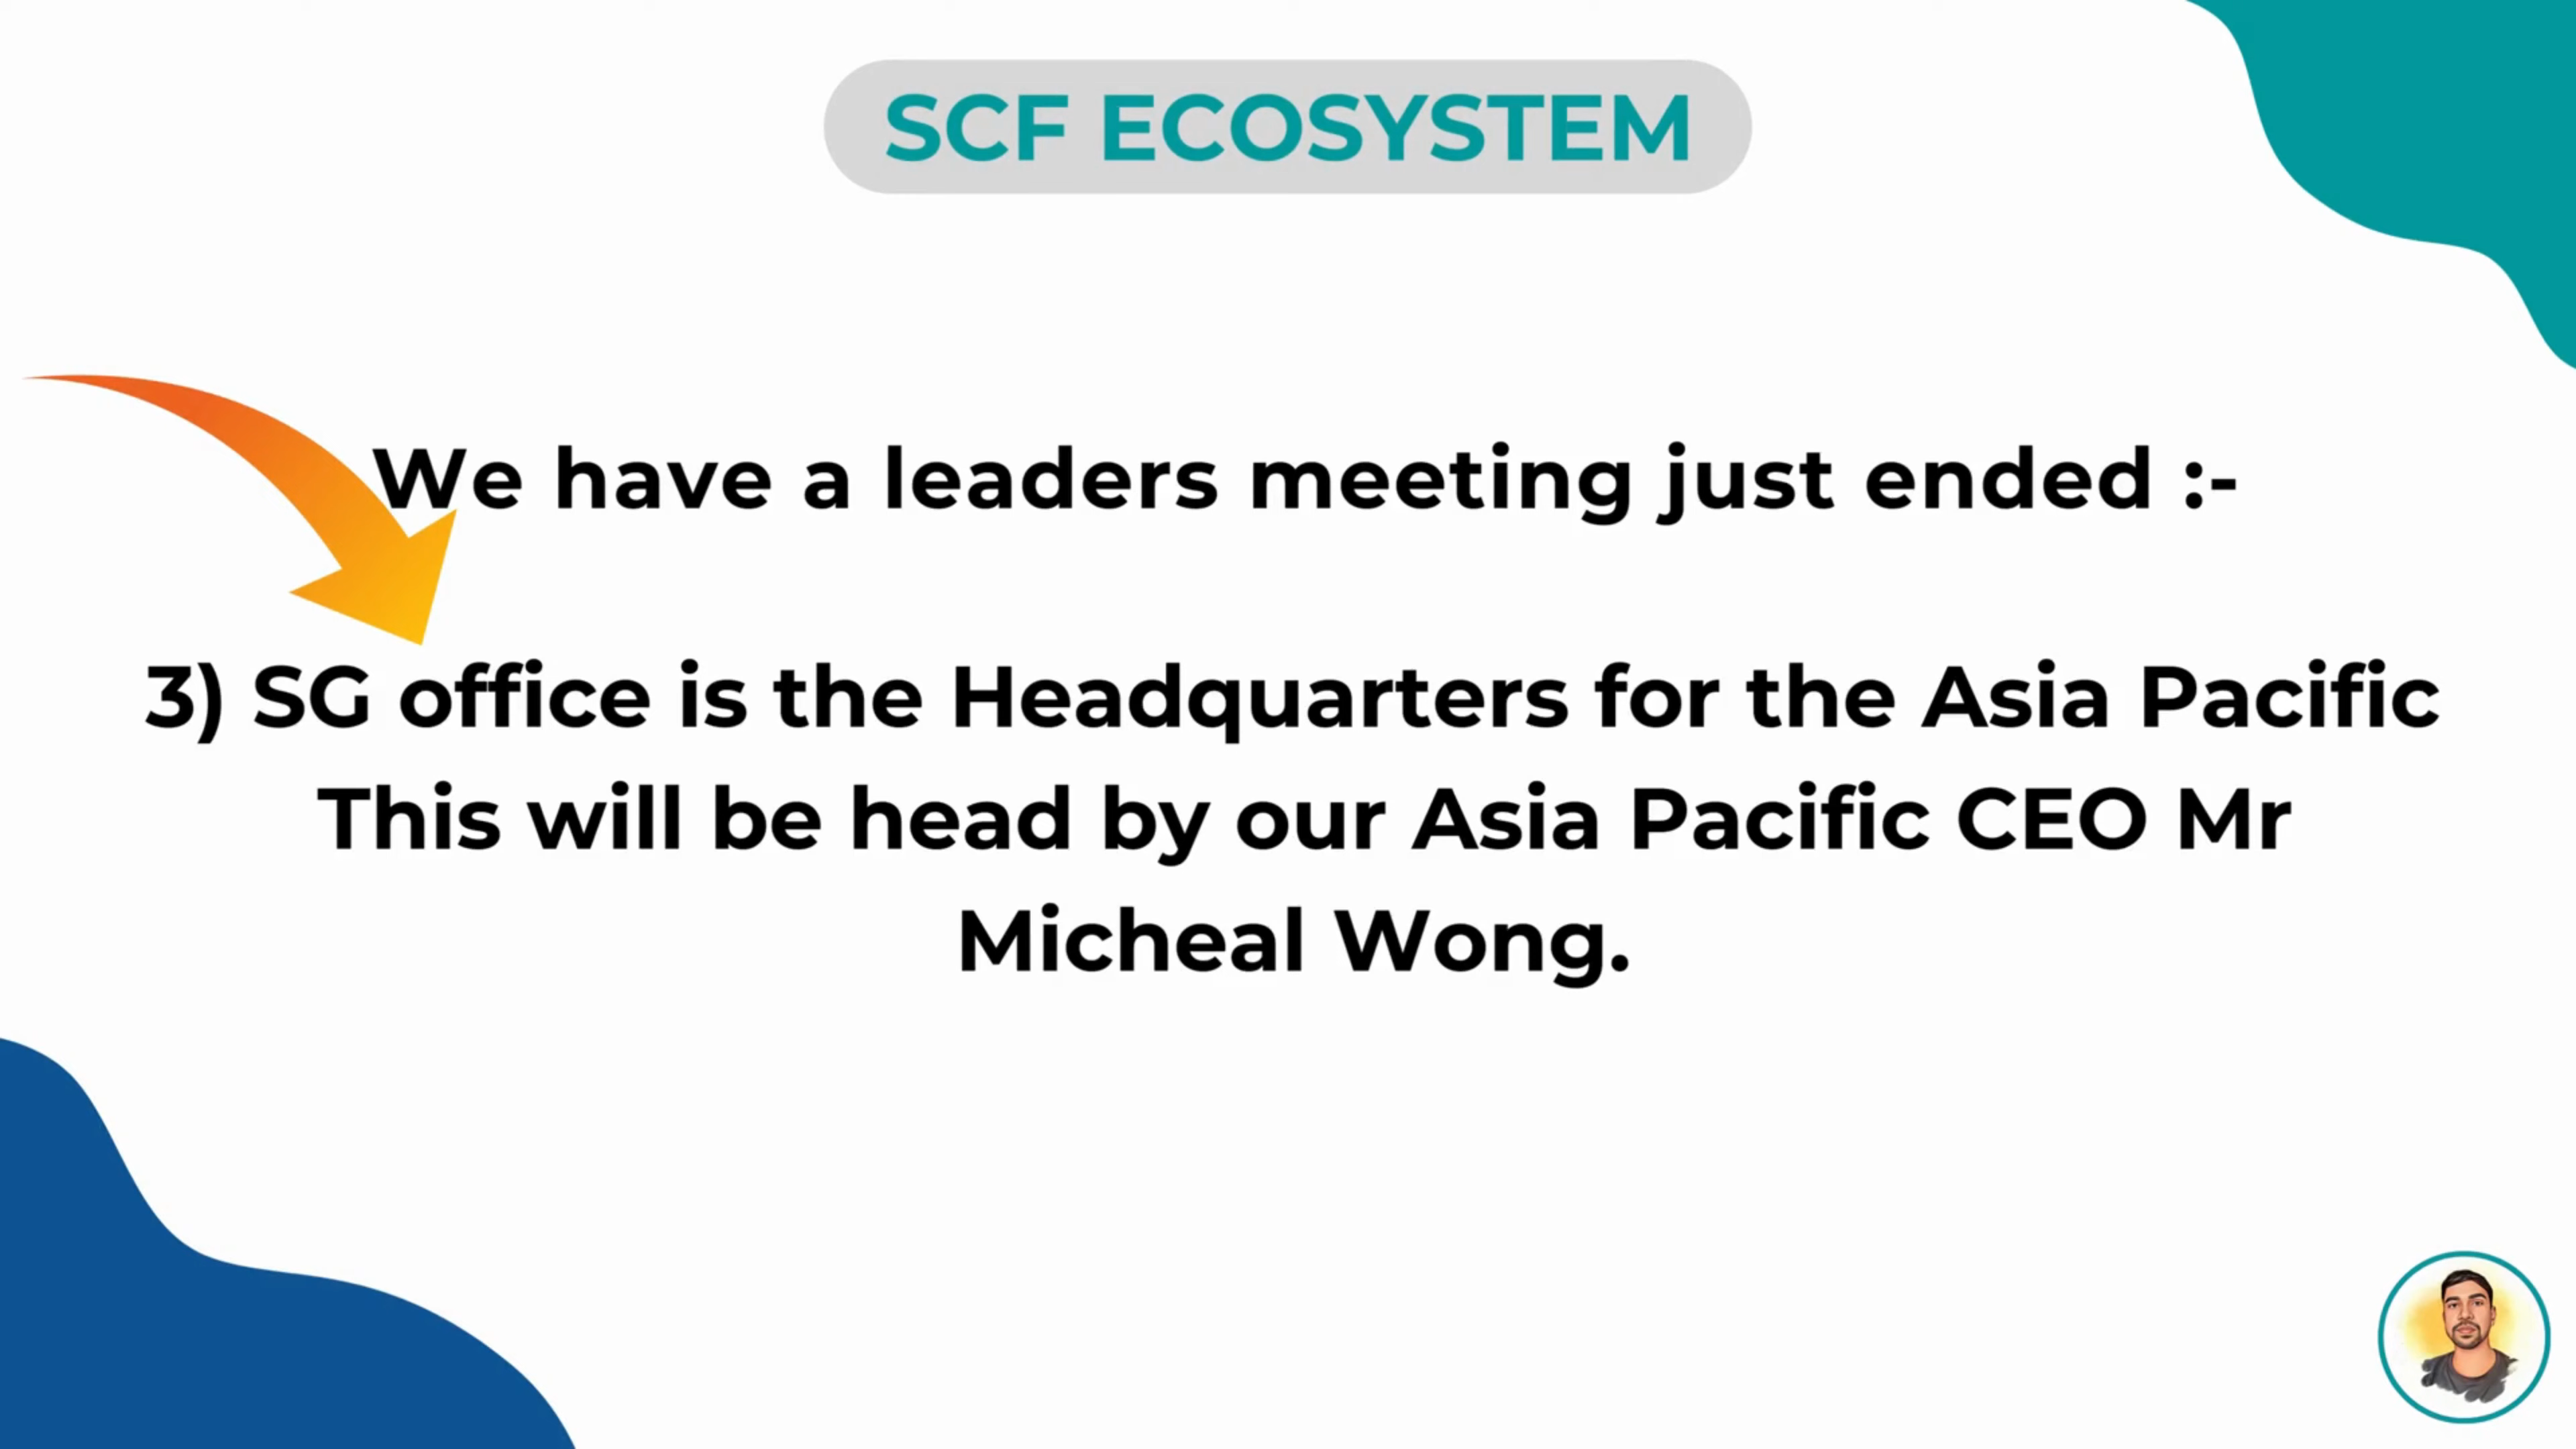 SCF ECOSYSTEM
We have a leaders meeting just ended :-
3) SG office is the Headquarters for the Asia Pacific
This will be head by our Asia Pacific CEO Mr
Micheal Wong.